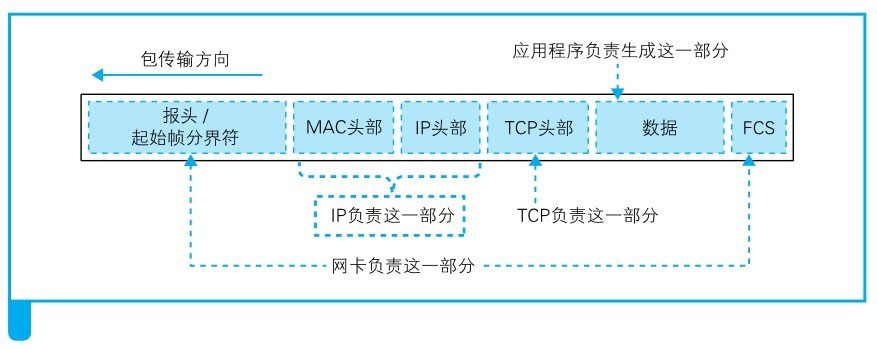 应用程序负责生成这一部分
包传输方向
报头 /
起始帧分界符
MAC头部
IP头部
TCP头部
数据
FCS
IP负责这一部分
TCP负责这一部分
网卡负责这一部分